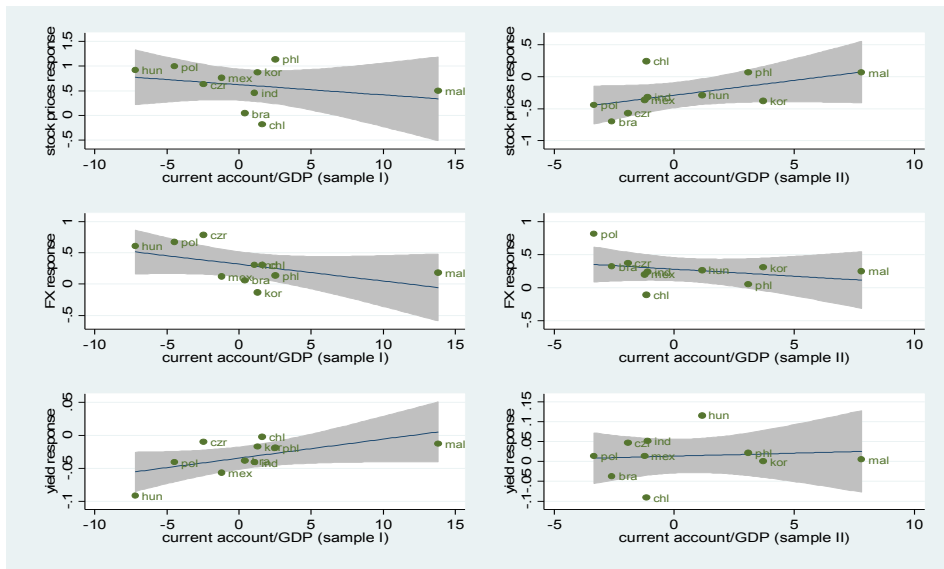 stock prices response
-.5 0 .5 1 1.5
hun pol czr mex kor phl ind bra chl mal
-10 -5 0 5 10 15
current account/GDP (sample I)
stock prices response
-1 -.5 0 .5
chl phl mal pol ind mex hun kor czr bra
-5 0 5 10
current account/GDP (sample II)
FX response
-.5 0 .5 1
hun pol czr mex bra chl phl kor mal
-10 -5 0 5 10 15
current account/GDP (sample I)
FX response
-.5 0 .5 1
pol bra czr ind mex hun kor chl phl mal
-5 0 5 10
current account/GDP (sample II)
yield response
-.1 -.05 0 .05
hun pol czr mex chl kor phl ind mal
-10 -5 0 5 10 15
current account/GDP (sample I)
yield response
-.1 -.05 0 .05 .1 .15
hun czr ind pol mex phl kor mal bra chl
-5 0 5 10
current account/GDP (sample II)